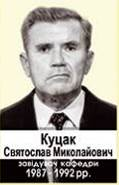 Куцак
Святослав Миколайович
завідувач кафедри
1987 - 1992 рр.